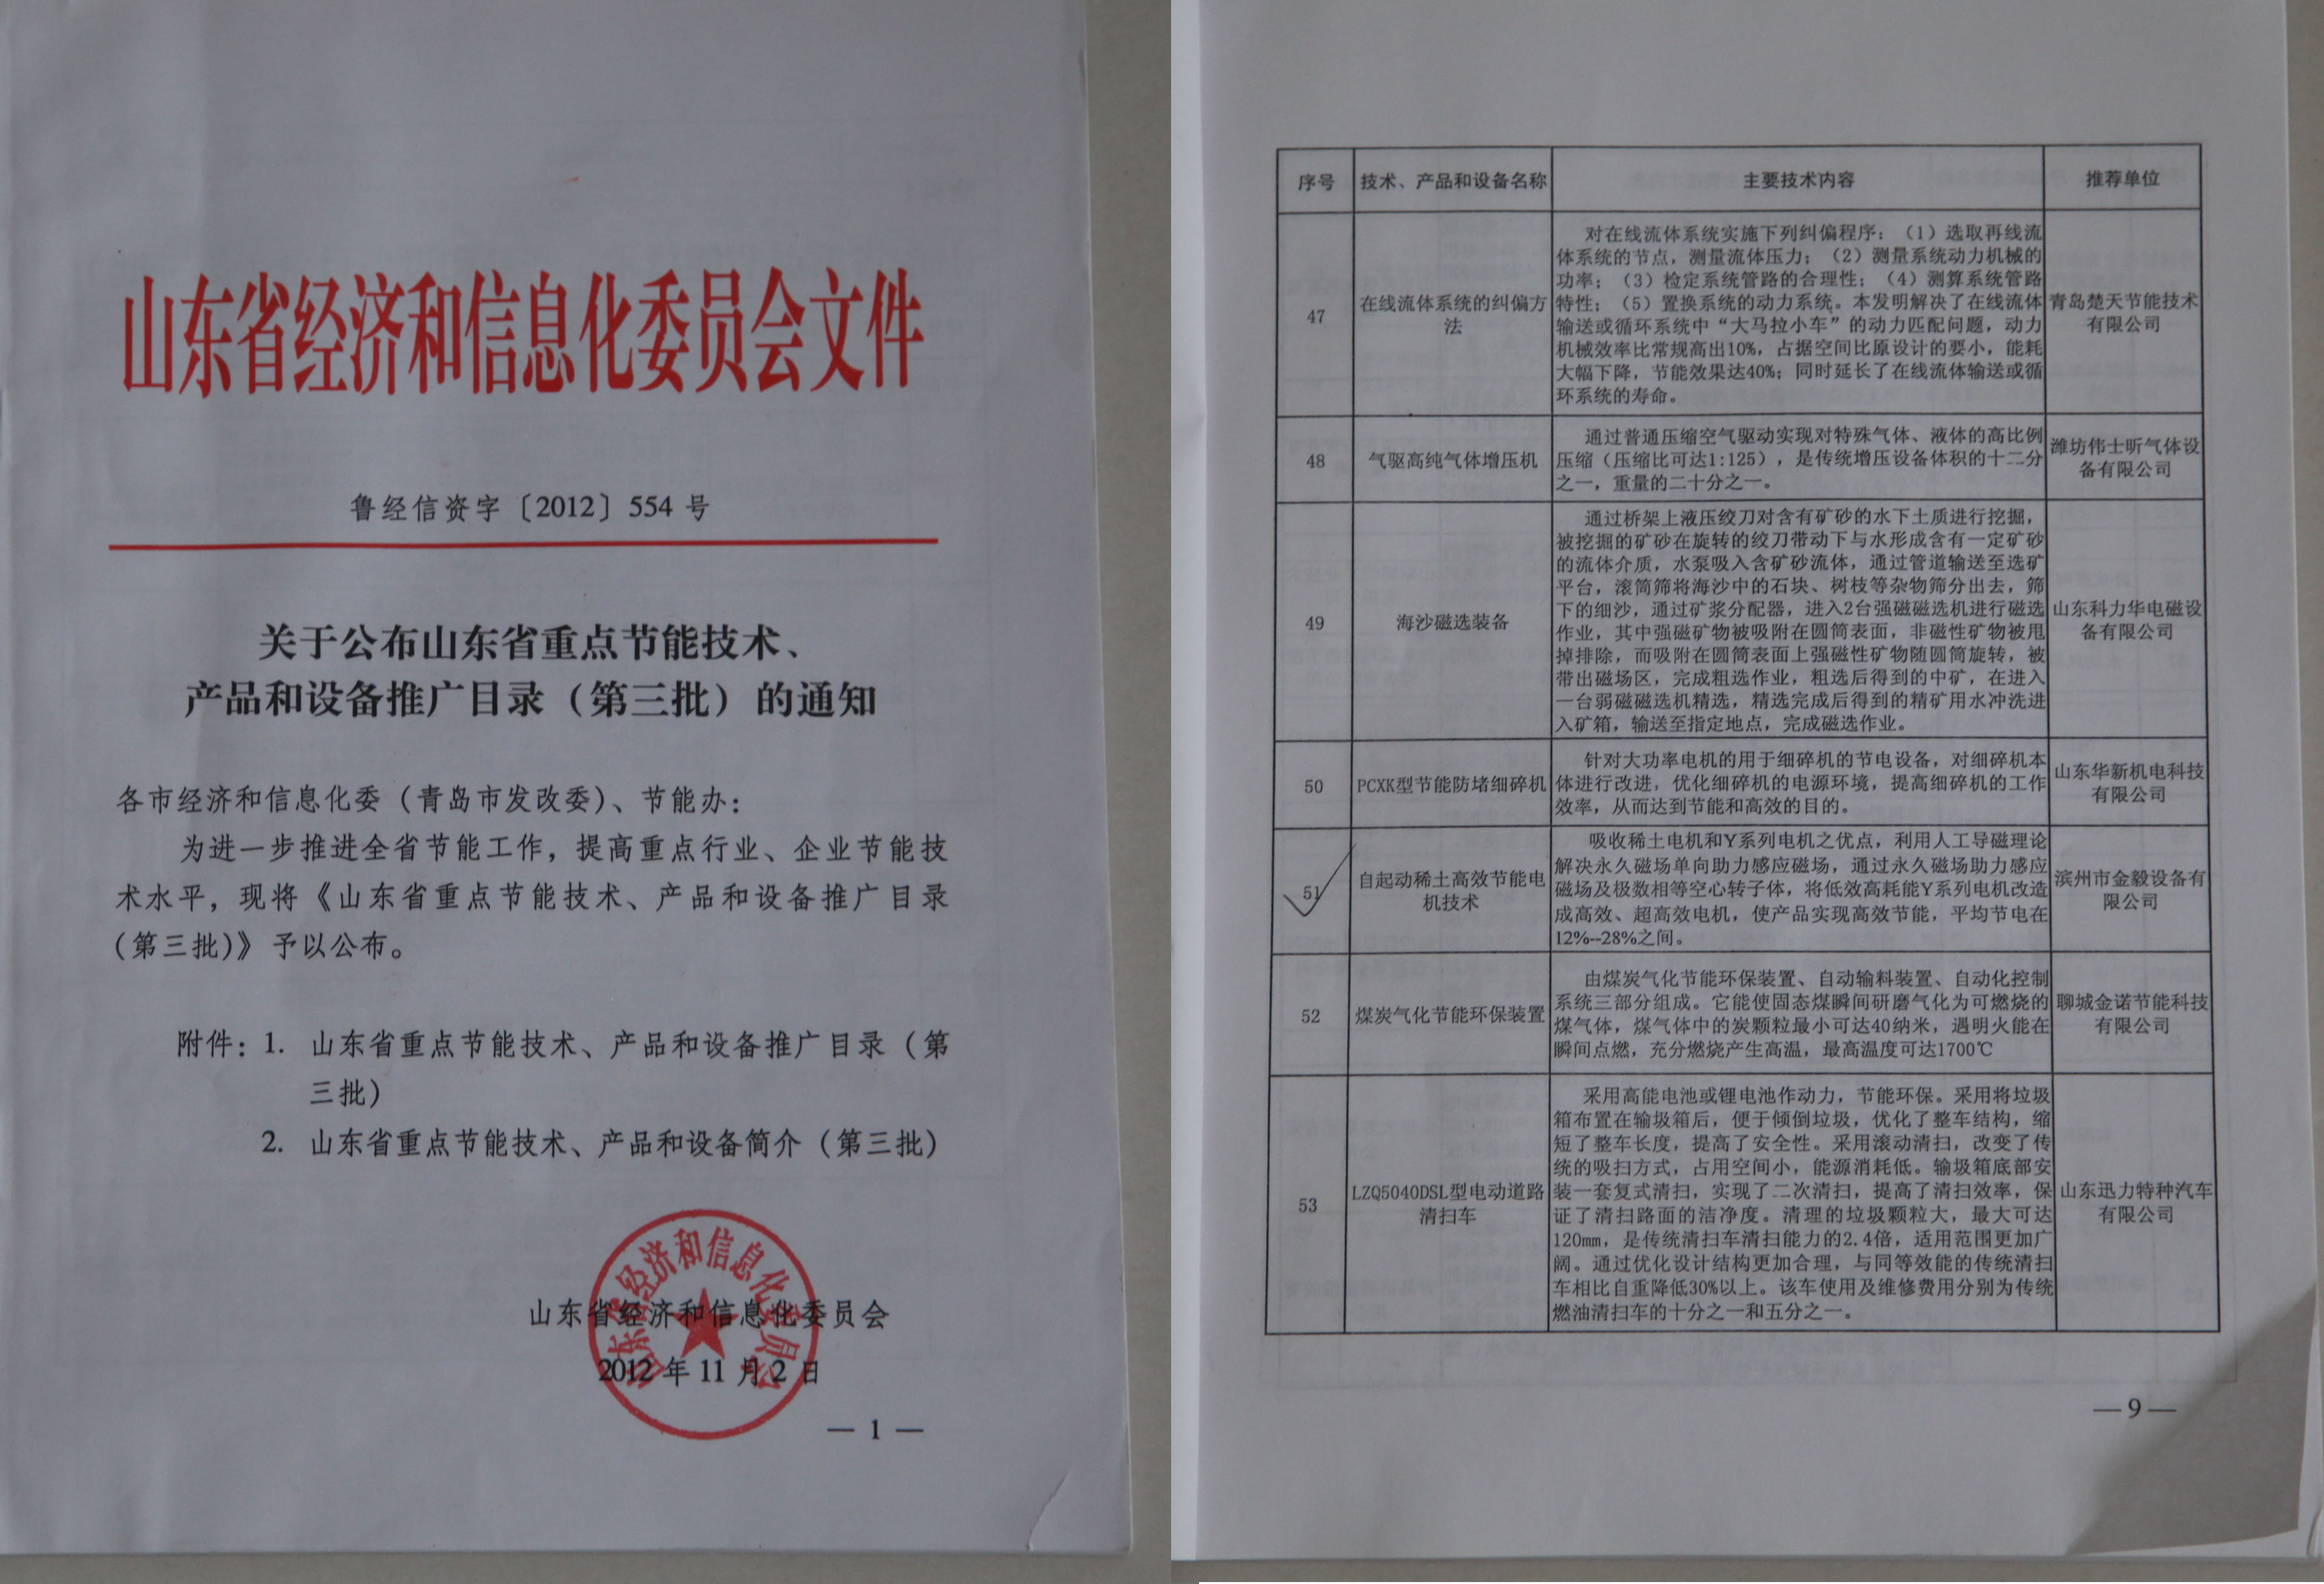 山东省经济和信息化委员会文件
鲁经信资字〔2012〕554 号
关于公布山东省重点节能技术、
产品和设备推广目录（第三批）的通知
各市经济和信息化委（青岛市发改委）、节能办：
为进一步推进全省节能工作，提高重点行业、企业节能技
术水平，现将《山东省重点节能技术、产品和设备推广目录
(第三批)》予以公布。
附件：1. 山东省重点节能技术、产品和设备推广目录（第
三批）
2. 山东省重点节能技术、产品和设备简介（第三批）
山东省经济和信息化委员会
山东省经济和信息化委员会
2012 年 11 月 2 日
— 1 —
序号
技术、产品和设备名称
主要技术内容
推荐单位
47
在线流体系统的纠偏方
法
对在线流体系统实施下列纠偏程序：（1）选取再线流
体系统的节点，测量流体压力；（2）测量系统动力机械的
功率；（3）检定系统管路的合理性；（4）测算系统管路
特性；（5）置换系统的动力系统。本发明解决了在线流体
输送或循环系统中“大马拉小车”的动力匹配问题，动力
机械效率比常规高出10%，占据空间比原设计的要小，能耗
大幅下降，节能效果达40%；同时延长了在线流体输送或循
环系统的寿命。
青岛楚天节能技术
有限公司
48
气驱高纯气体增压机
通过普通压缩空气驱动实现对特殊气体、液体的高比例
压缩（压缩比可达1:125），是传统增压设备体积的十二分
之一，重量的二十分之一。
潍坊伟士昕气体设
备有限公司
49
海沙磁选装备
通过桥架上液压绞刀对含有矿砂的水下土质进行挖掘，
被挖掘的矿砂在旋转的绞刀带动下与水形成含有一定矿砂
的流体介质，水泵吸入含矿砂流体，通过管道输送至选矿
平台，滚筒筛将海沙中的石块、树枝等杂物筛分出去，筛
下的细沙，通过矿浆分配器，进入2台强磁磁选机进行磁选
作业，其中强磁矿物被吸附在圆筒表面，非磁性矿物被甩
掉排除，而吸附在圆筒表面上强磁性矿物随圆筒旋转，被
带出磁场区，完成粗选作业，粗选后得到的中矿，在进入
一台弱磁磁选机精选，精选完成后得到的精矿用水冲洗进
入矿箱，输送至指定地点，完成磁选作业。
山东科力华电磁设
备有限公司
50
PCXK型节能防堵细碎机
针对大功率电机的用于细碎机的节电设备，对细碎机本
体进行改进，优化细碎机的电源环境，提高细碎机的工作
效率，从而达到节能和高效的目的。
山东华新机电科技
有限公司
51
自起动稀土高效节能电
机技术
吸收稀土电机和Y系列电机之优点，利用人工导磁理论
解决永久磁场单向助力感应磁场，通过永久磁场助力感应
磁场及极数相等空心转子体，将低效高耗能Y系列电机改造
成高效、超高效电机，使产品实现高效节能，平均节电在
12%--28%之间。
滨州市金毅设备有
限公司
52
煤炭气化节能环保装置
由煤炭气化节能环保装置、自动输料装置、自动化控制
系统三部分组成。它能使固态煤瞬间研磨气化为可燃烧的
煤气体，煤气体中的炭颗粒最小可达40纳米，遇明火能在
瞬间点燃，充分燃烧产生高温，最高温度可达1700℃
聊城金诺节能科技
有限公司
53
LZQ5040DSL型电动道路
清扫车
采用高能电池或锂电池作动力，节能环保。采用将垃圾
箱布置在输圾箱后，便于倾倒垃圾，优化了整车结构，缩
短了整车长度，提高了安全性。采用滚动清扫，改变了传
统的吸扫方式，占用空间小，能源消耗低。输圾箱底部安
装一套复式清扫，实现了二次清扫，提高了清扫效率，保
证了清扫路面的洁净度。清理的垃圾颗粒大，最大可达
120mm，是传统清扫车清扫能力的2.4倍，适用范围更加广
阔。通过优化设计结构更加合理，与同等效能的传统清扫
车相比自重降低30%以上。该车使用及维修费用分别为传统
燃油清扫车的十分之一和五分之一。
山东迅力特种汽车
有限公司
—9—